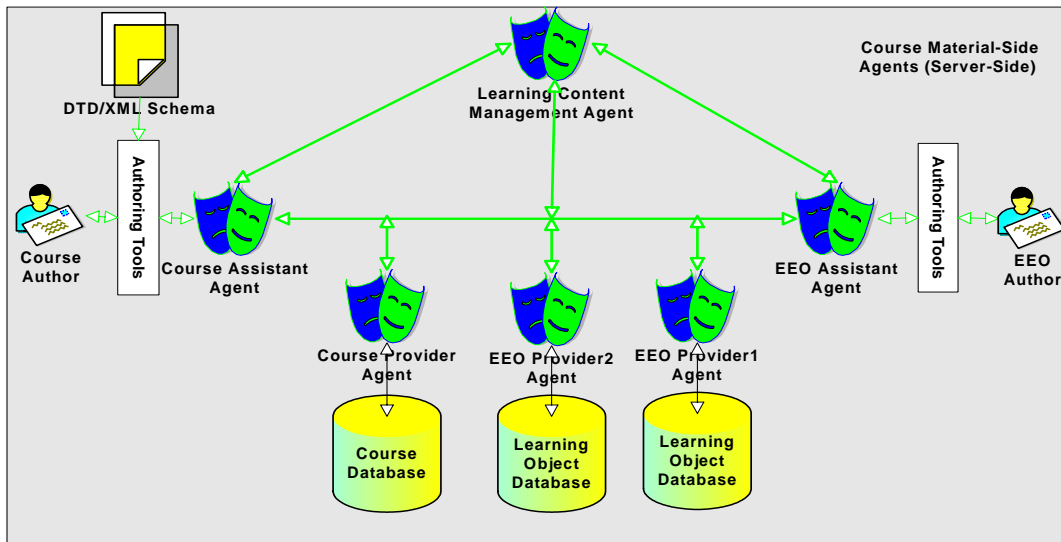 Course Material-Side
Agents (Server-Side)
DTD/XML Schema
Learning Content
Management Agent
Authoring Tools
Authoring Tools
Course
Author
Course Assistant
Agent
EEO Assistant
Agent
EEO
Author
Course Provider
Agent
EEO Provider2
Agent
EEO Provider1
Agent
Course
Database
Learning
Object
Database
Learning
Object
Database